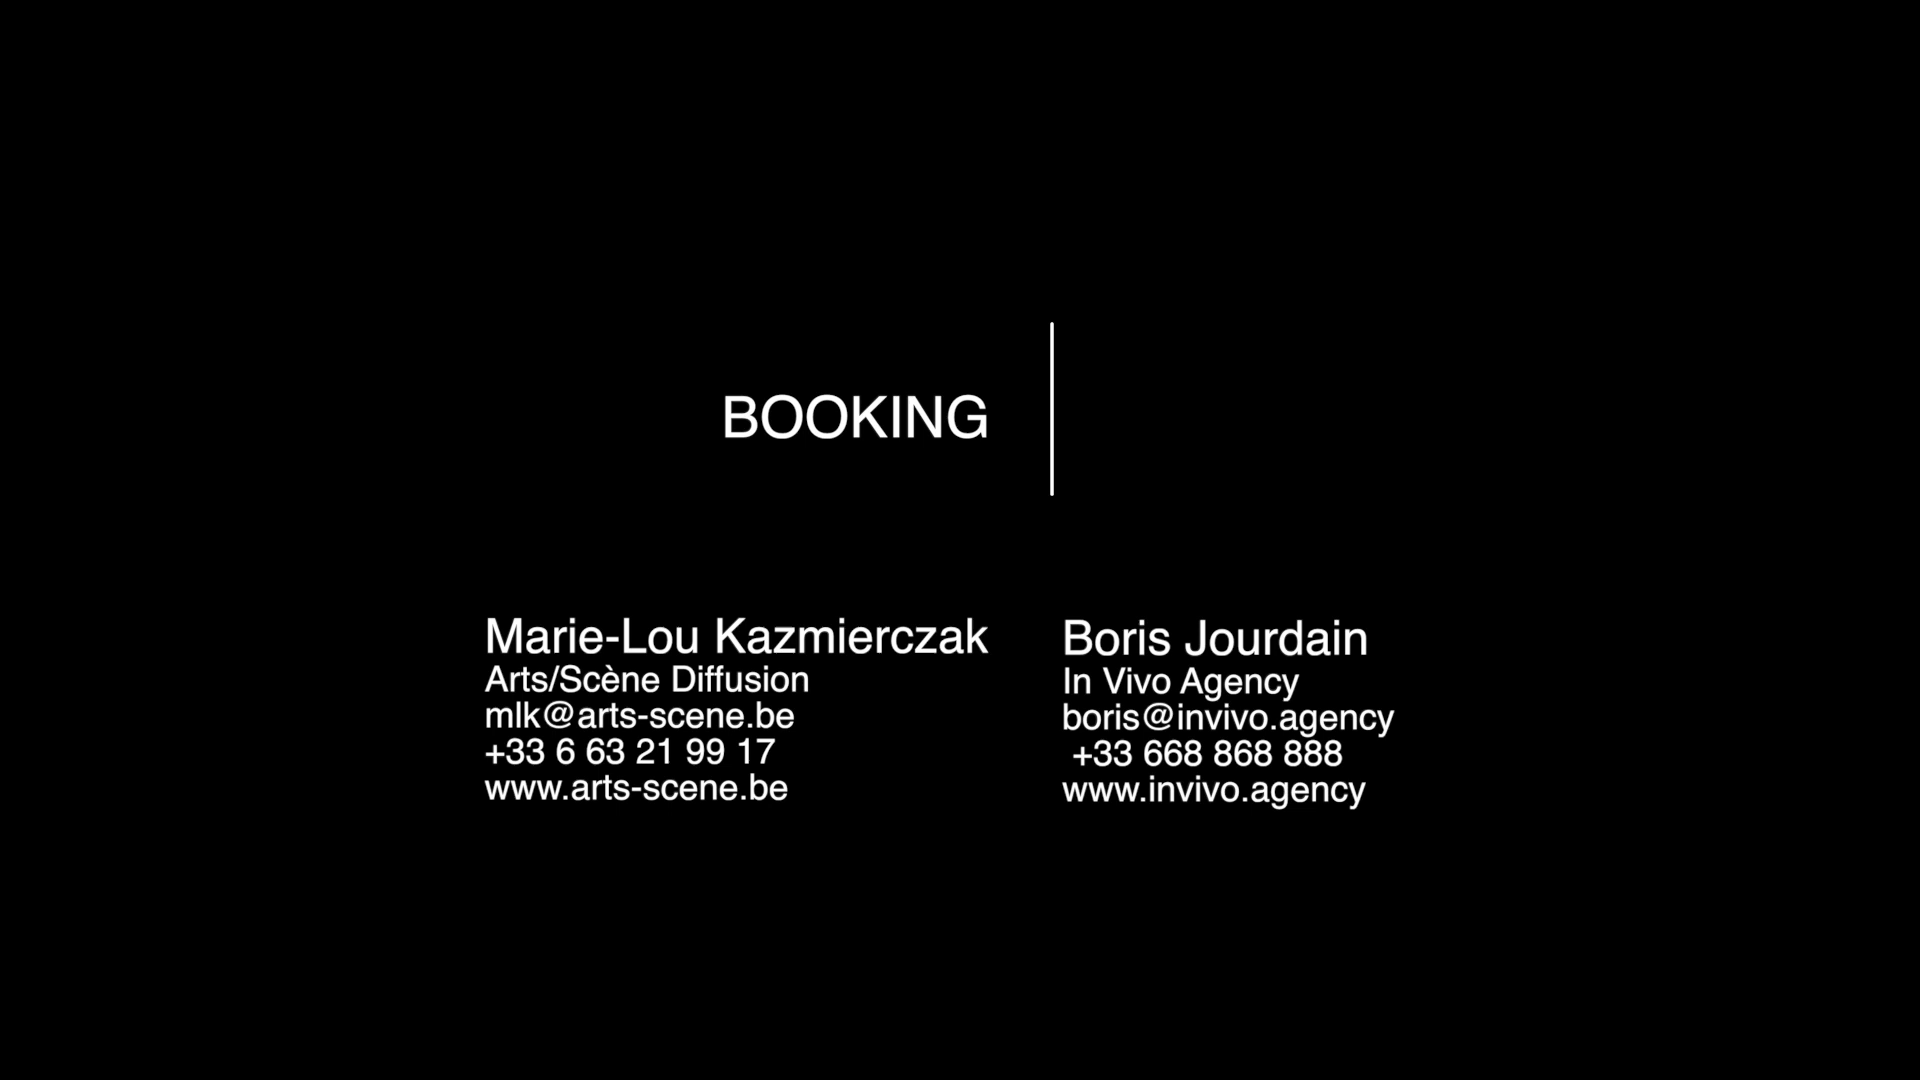 BOOKING
Marie-Lou Kazmierczak
Arts/Scène Diffusion
mlk@arts-scene.be
+33 6 63 21 99 17
www.arts-scene.be
Boris Jourdain
In Vivo Agency
boris@invivo.agency
+33 668 868 888
www.invivo.agency